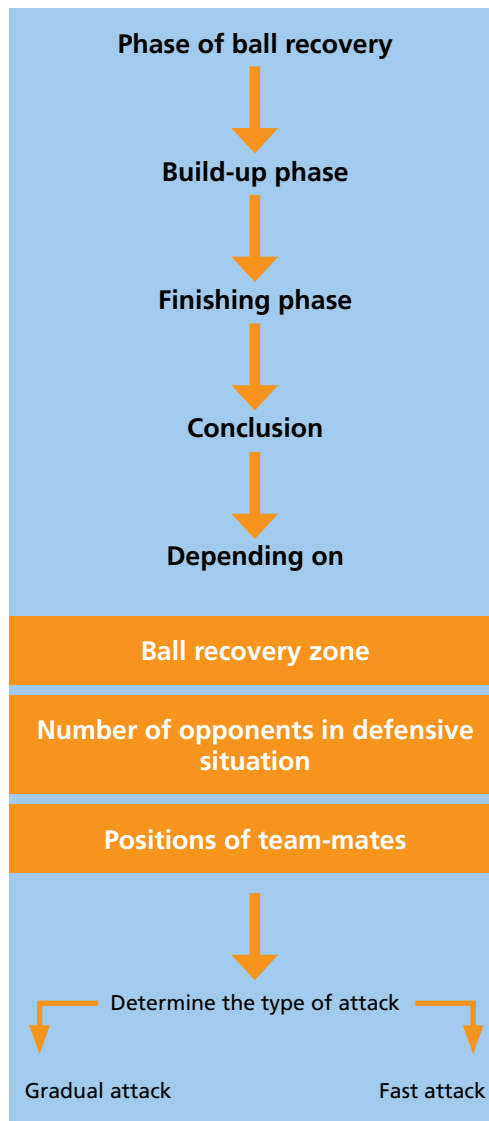 Phase of ball recovery
Build-up phase
Finishing phase
Conclusion
Depending on
Ball recovery zone
Number of opponents in defensive
situation
Positions of team-mates
Determine the type of attack
Gradual attack
Fast attack